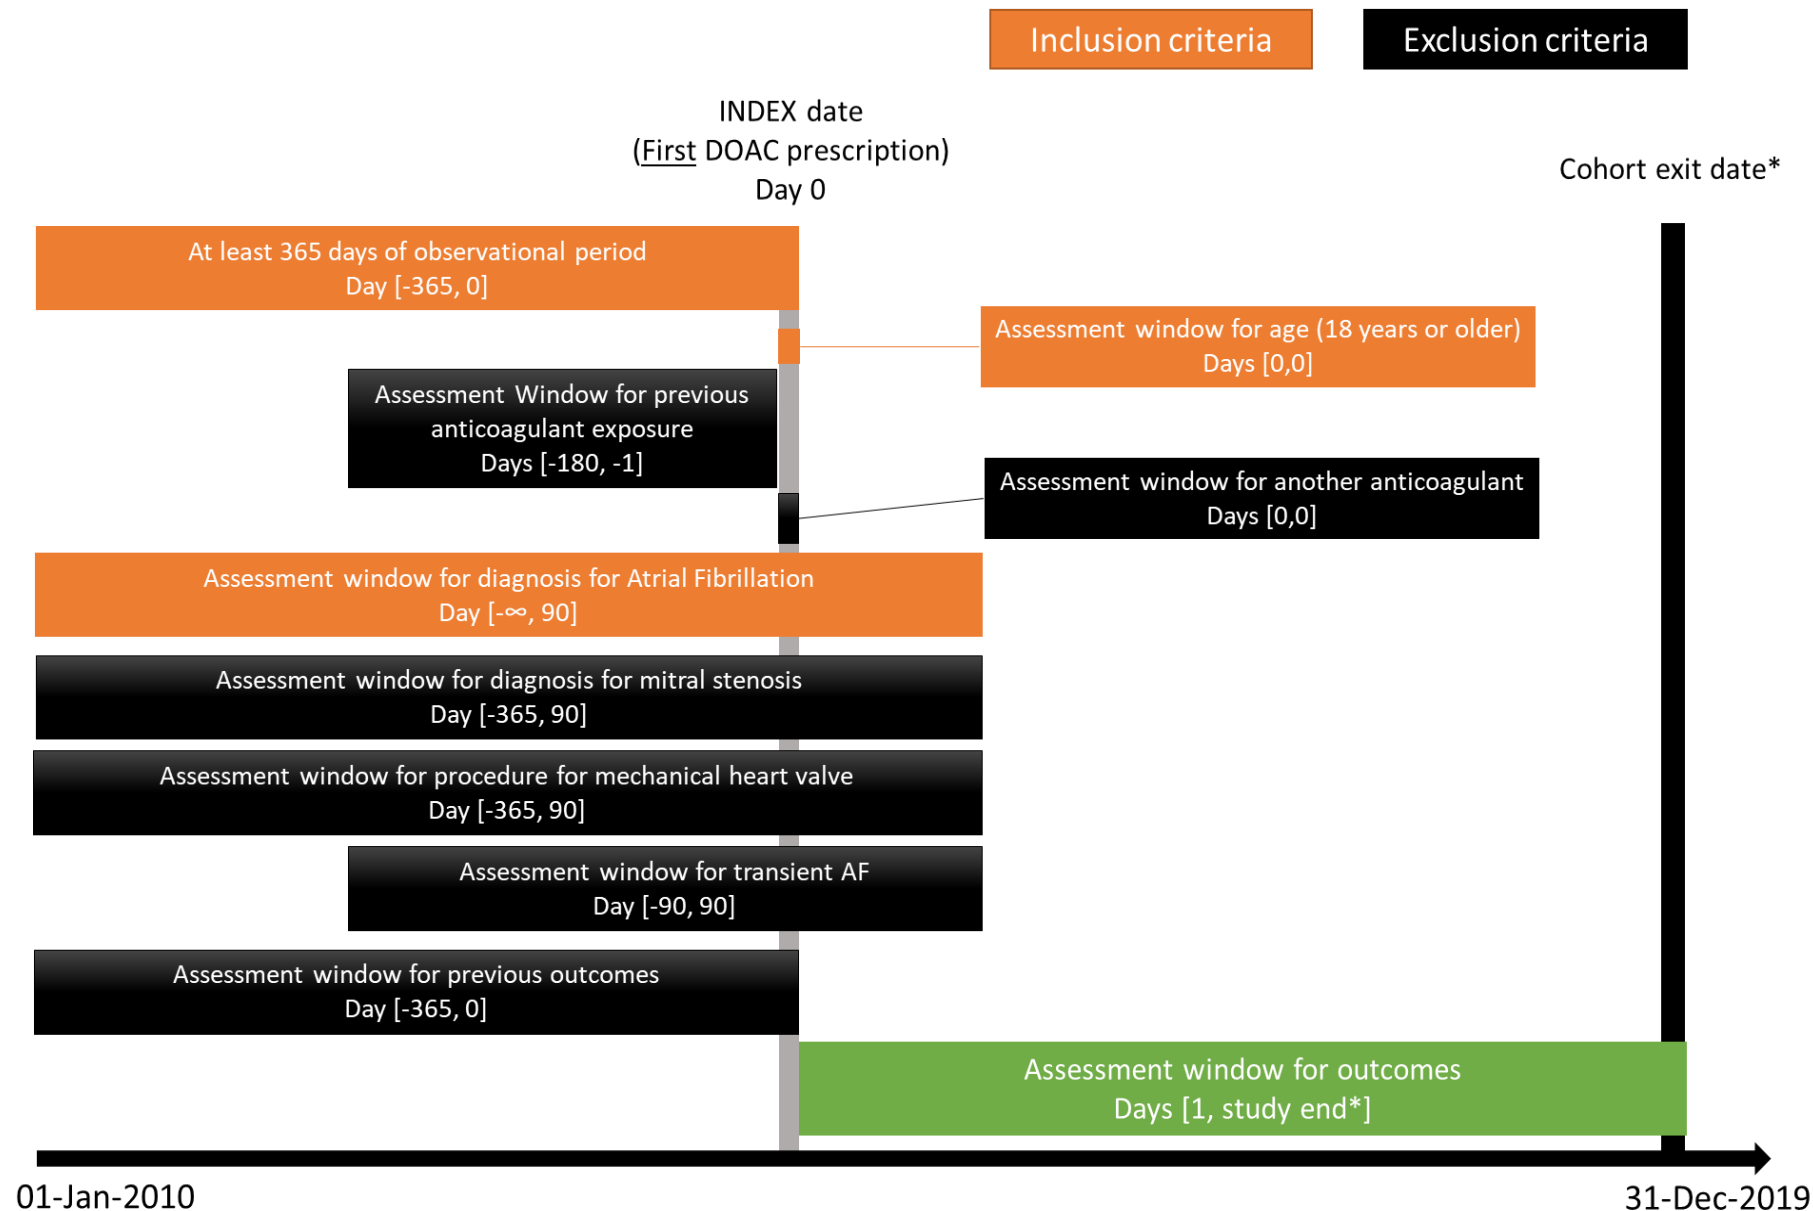 Inclusion criteria
Exclusion criteria
INDEX date
(First DOAC prescription)
Day 0
Cohort exit date*
At least 365 days of observational period
Day [-365, 0]
Assessment window for age (18 years or older)
Days [0,0]
Assessment Window for previous
anticoagulant exposure
Days [-180, -1]
Assessment window for another anticoagulant
Days [0,0]
Assessment window for diagnosis for Atrial Fibrillation
Day [-∞, 90]
Assessment window for diagnosis for mitral stenosis
Day [-365, 90]
Assessment window for procedure for mechanical heart valve
Day [-365, 90]
Assessment window for transient AF
Day [-90, 90]
Assessment window for previous outcomes
Day [-365, 0]
Assessment window for outcomes
Days [1, study end*]
01-Jan-2010
31-Dec-2019